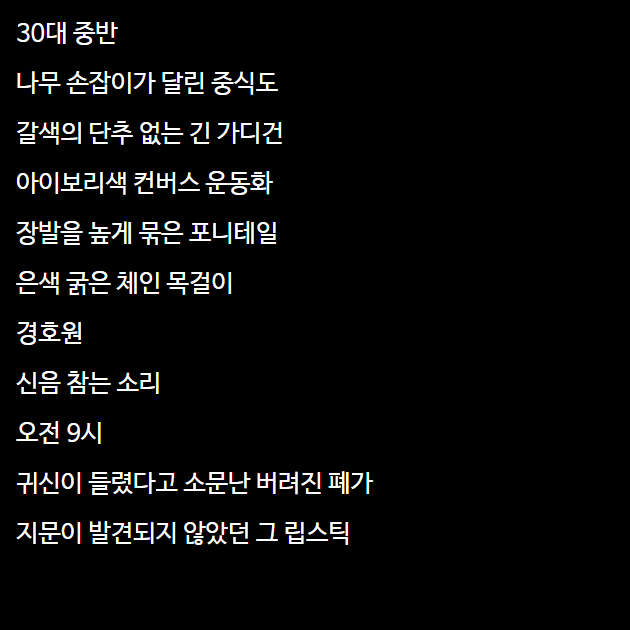 30대 중반
나무 손잡이가 달린 중식도
갈색의 단추 없는 긴 가디건
아이보리색 컨버스 운동화
장발을 높게 묶은 포니테일
은색 굵은 체인 목걸이
경호원
신음 참는 소리
오전 9시
귀신이 들렸다고 소문난 버려진 폐가
지문이 발견되지 않았던 그 립스틱